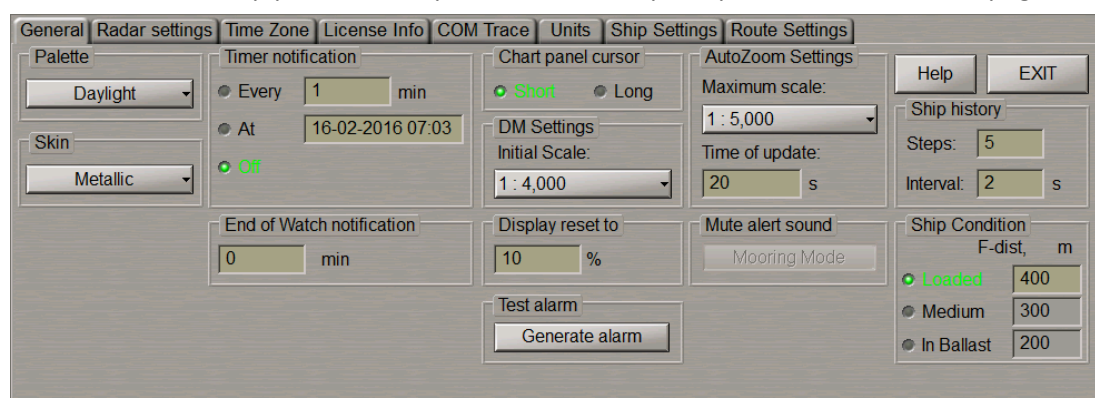 General Radar settings Time Zone License Info COM Trace Units Ship Settings Route Settings
Palette
Daylight
Skin
Metallic
Timer notification
Every 1 min
At 16-02-2016 07:03
Off
End of Watch notification
0 min
Chart panel cursor
Short Long
DM Settings
Initial Scale:
1 : 4,000
Display reset to
10 %
Test alarm
Generate alarm
AutoZoom Settings
Maximum scale:
1 : 5,000
Time of update:
20 s
Mute alert sound
Mooring Mode
Help EXIT
Ship history
Steps: 5
Interval: 2 s
Ship Condition
F-dist, m
Loaded 400
Medium 300
In Ballast 200